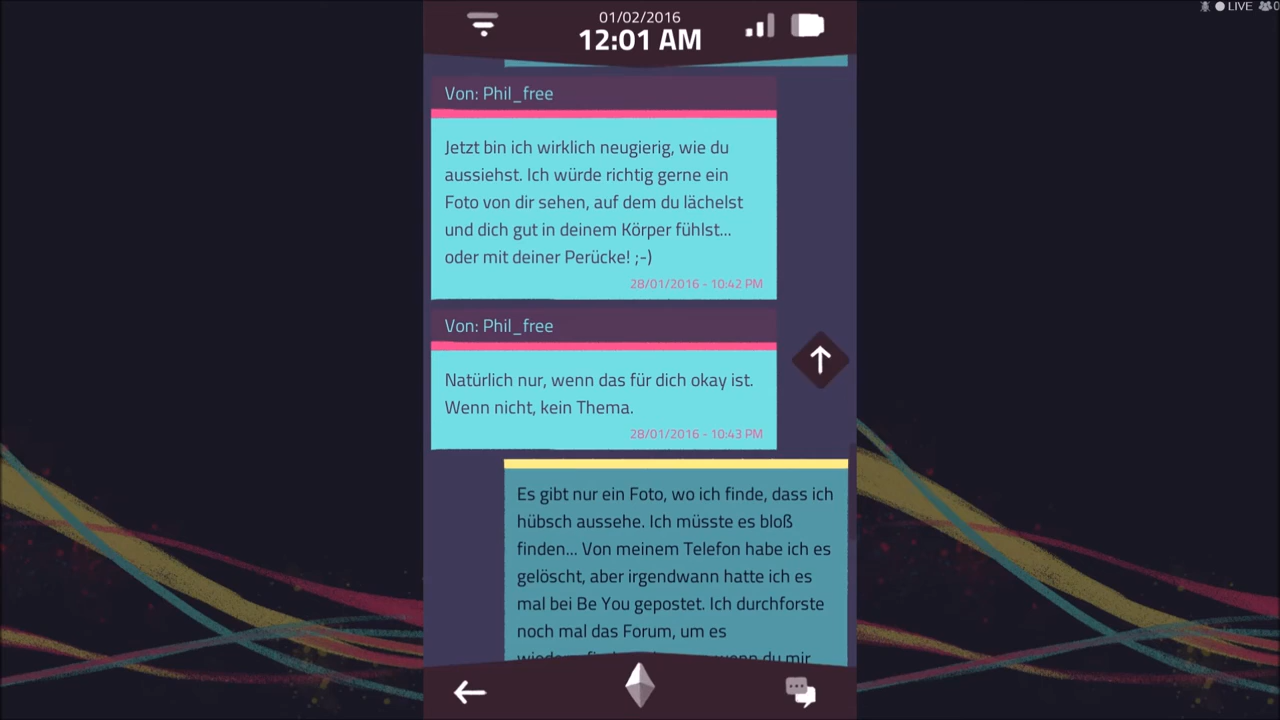 LIVE
0
01/02/2016
12:01 AM
Von: Phil_free
Jetzt bin ich wirklich neugierig, wie du
aussiehst. Ich würde richtig gerne ein
Foto von dir sehen, auf dem du lächelst
und dich gut in deinem Körper fühlst...
oder mit deiner Perücke! ;-)
28/01/2016 - 10:42 PM
Von: Phil_free
Natürlich nur, wenn das für dich okay ist.
Wenn nicht, kein Thema.
28/01/2016 - 10:43 PM
Es gibt nur ein Foto, wo ich finde, dass ich
hübsch aussehe. Ich müsste es bloß
finden... Von meinem Telefon habe ich es
gelöscht, aber irgendwann hatte ich es
mal bei Be You gepostet. Ich durchforste
noch mal das Forum, um es
wenn du mir